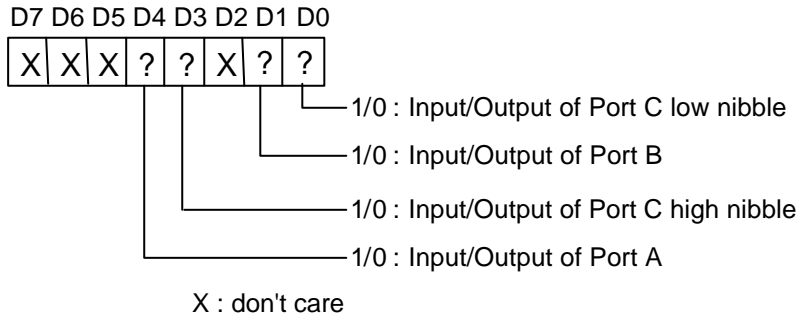 D7 D6 D5 D4 D3 D2 D1 D0
X X X ? ? X ? ?
1/0 : Input/Output of Port C low nibble
1/0 : Input/Output of Port B
1/0 : Input/Output of Port C high nibble
1/0 : Input/Output of Port A
X : don't care